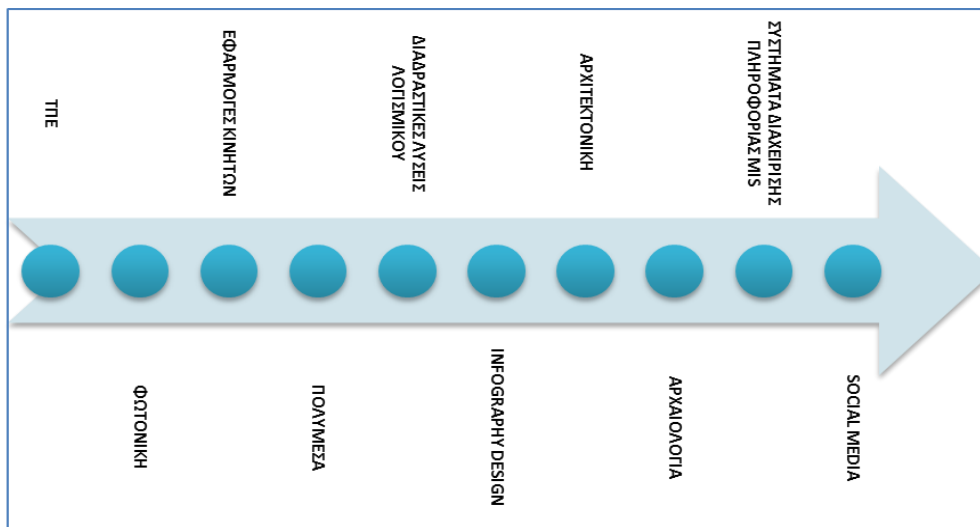 ΤΠΕ
ΦΩΤΟΝΙΚΗ
ΕΦΑΡΜΟΓΕΣ ΚΙΝΗΤΩΝ
ΠΟΛΥΜΕΣΑ
ΔΙΑΔΡΑΣΤΙΚΕΣ ΛΥΣΕΙΣ
ΛΟΓΙΣΜΙΚΟΥ
INFOGRAPHY DESIGN
ΑΡΧΙΤΕΚΤΟΝΙΚΗ
ΑΡΧΑΙΟΛΟΓΙΑ
ΣΥΣΤΗΜΑΤΑ ΔΙΑΧΕΙΡΙΣΗΣ
ΠΛΗΡΟΦΟΡΙΑΣ MIS
SOCIAL MEDIA